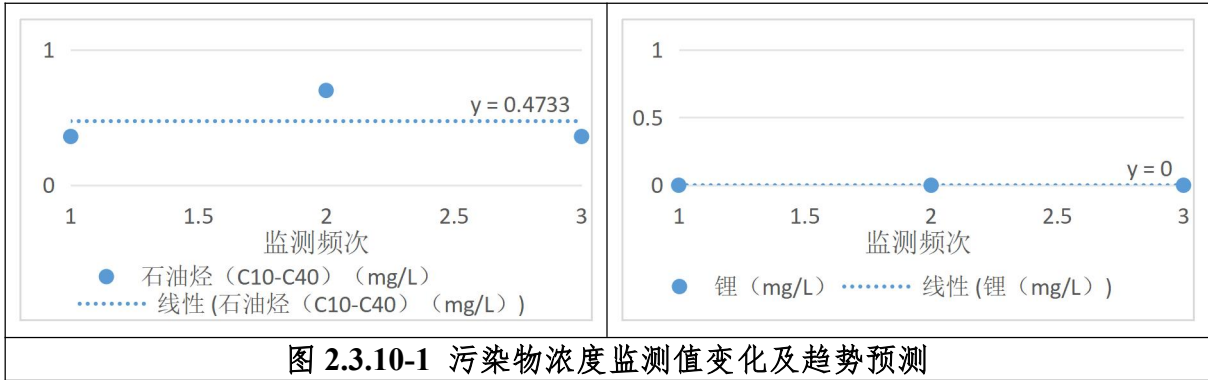 1
y = 0.4733
0
1
1.5
2
2.5
3
监测频次
石油烃（C10-C40）（mg/L）
线性 (石油烃（C10-C40）（mg/L）)
1
0.5
y = 0
0
1
1.5
2
2.5
3
监测频次
锂（mg/L）
线性 (锂（mg/L）)
图 2.3.10-1 污染物浓度监测值变化及趋势预测